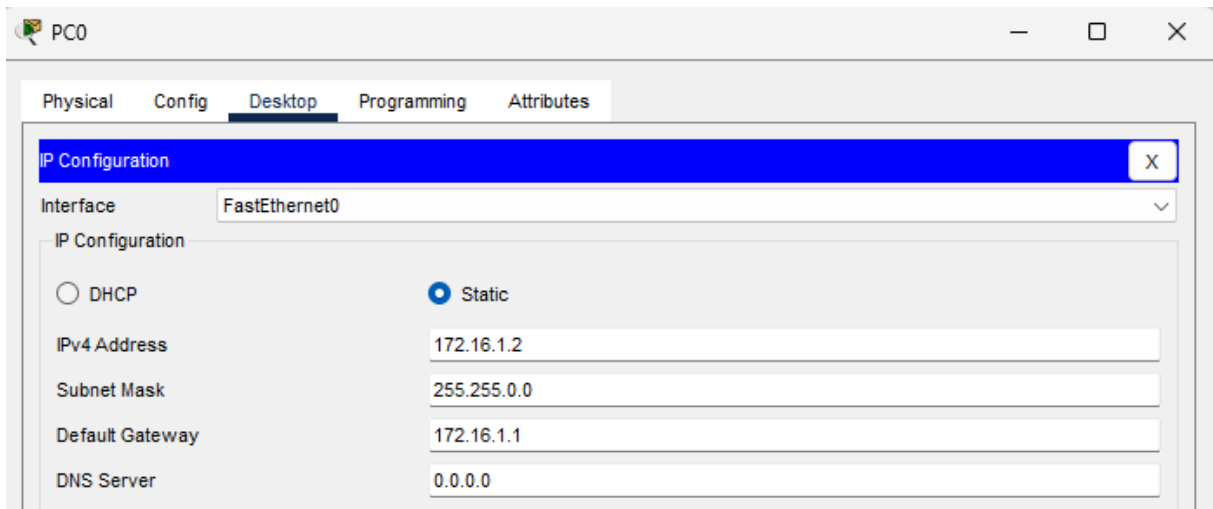 PC0
Physical Config Desktop Programming Attributes
IP Configuration X
Interface FastEthernet0
IP Configuration
DHCP Static
IPv4 Address 172.16.1.2
Subnet Mask 255.255.0.0
Default Gateway 172.16.1.1
DNS Server 0.0.0.0